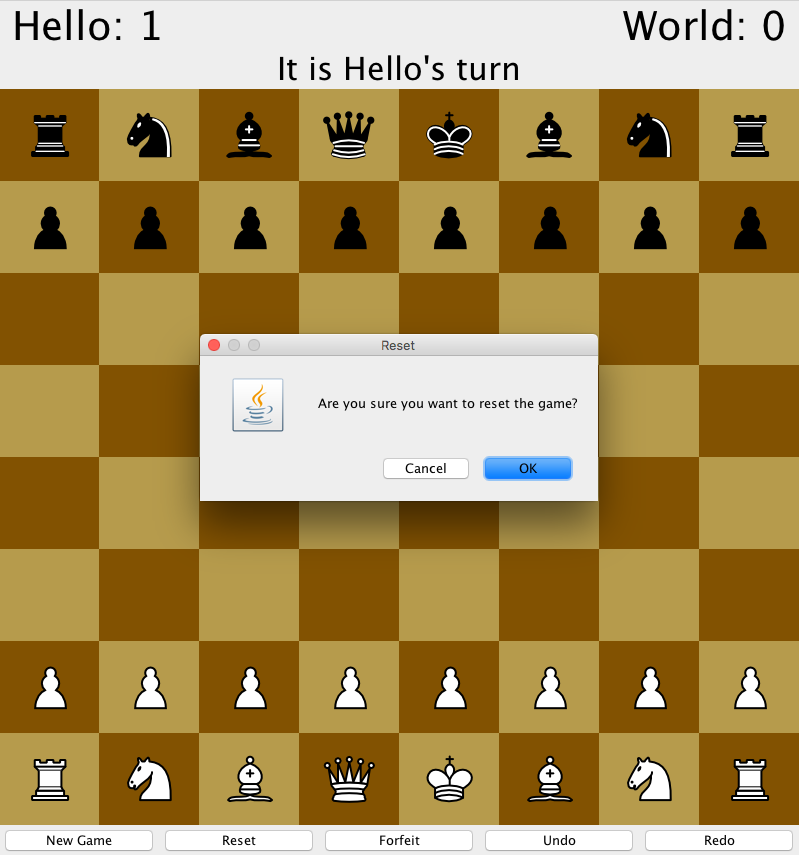 Hello: 1
World: 0
It is Hello's turn
Reset
Are you sure you want to reset the game?
Cancel
OK
New Game
Reset
Forfeit
Undo
Redo